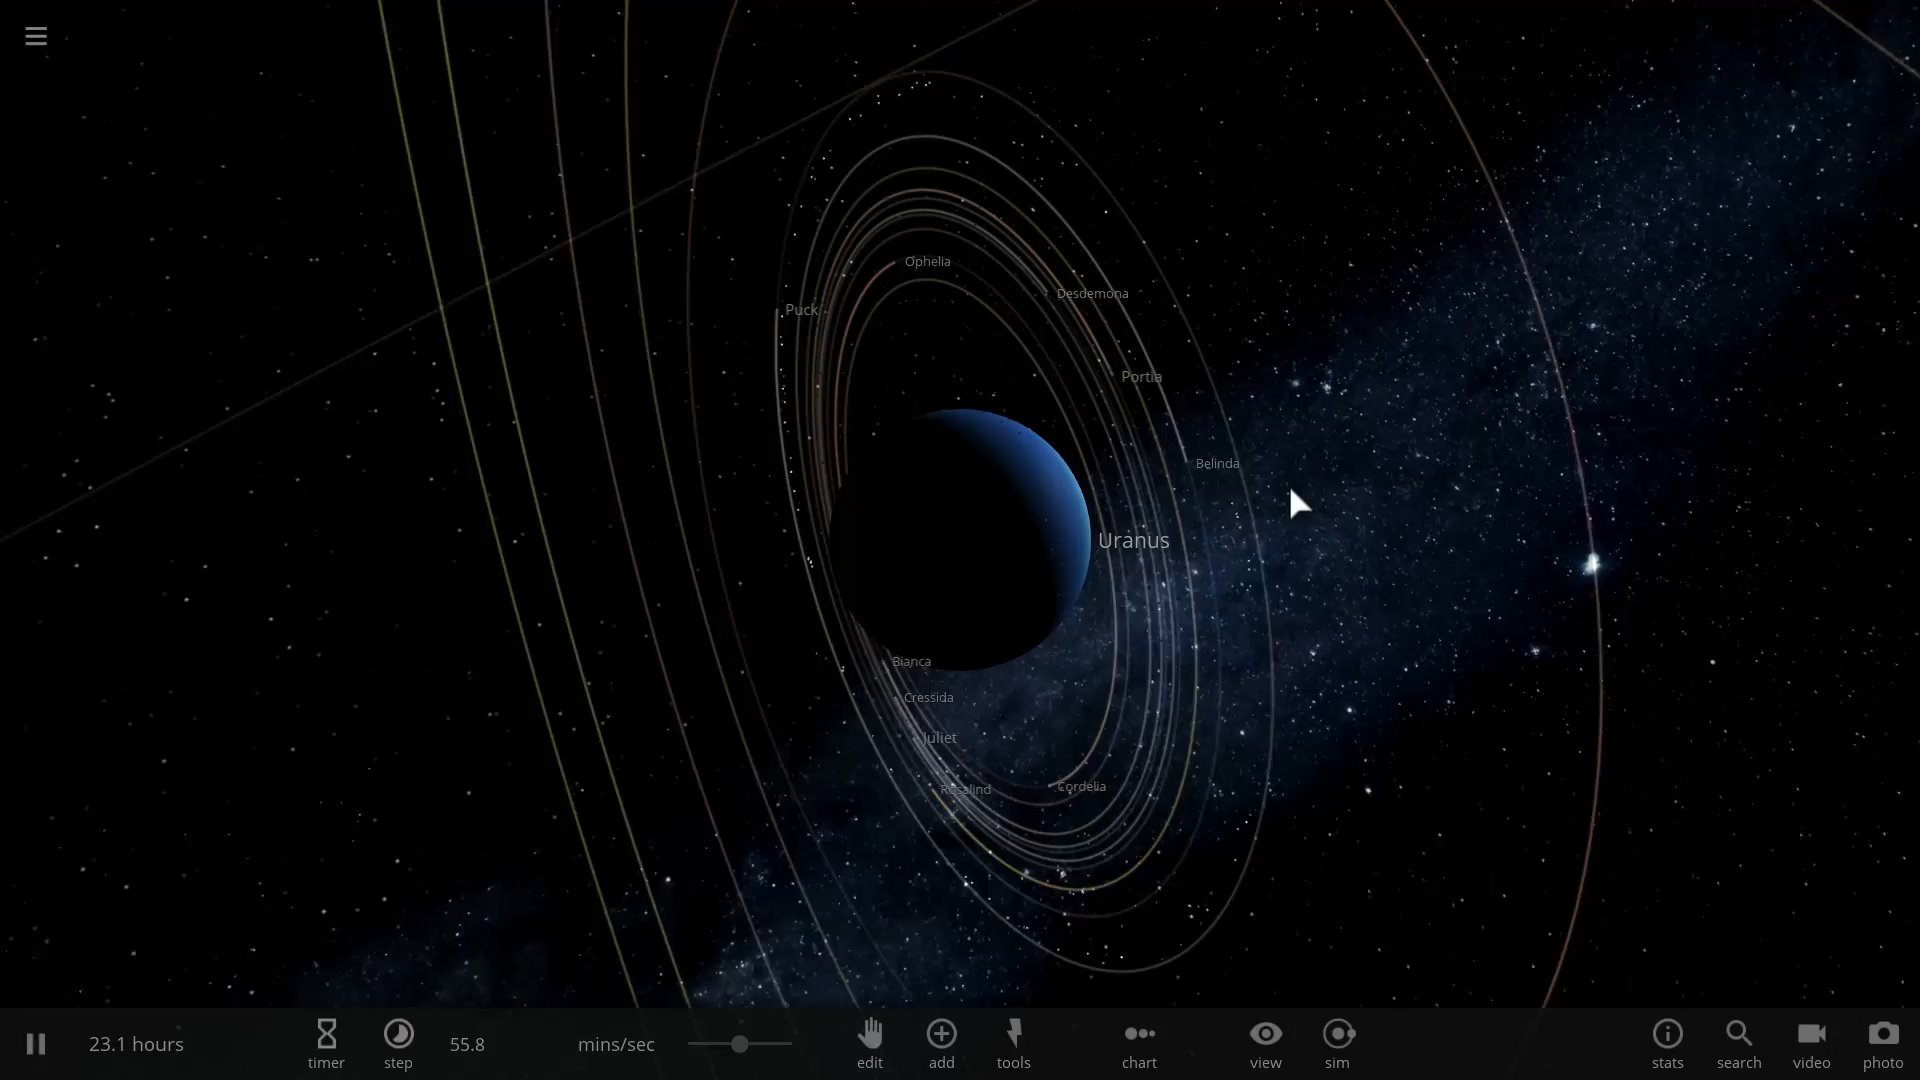 Ophelia
Desdemona
Puck
Portia
Belinda
Uranus
Bianca
Cressida
Juliet
Cordelia
Rosalind
23.1 hours
timer
step
55.8
mins/sec
edit
add
tools
chart
view
sim
stats
search
video
photo